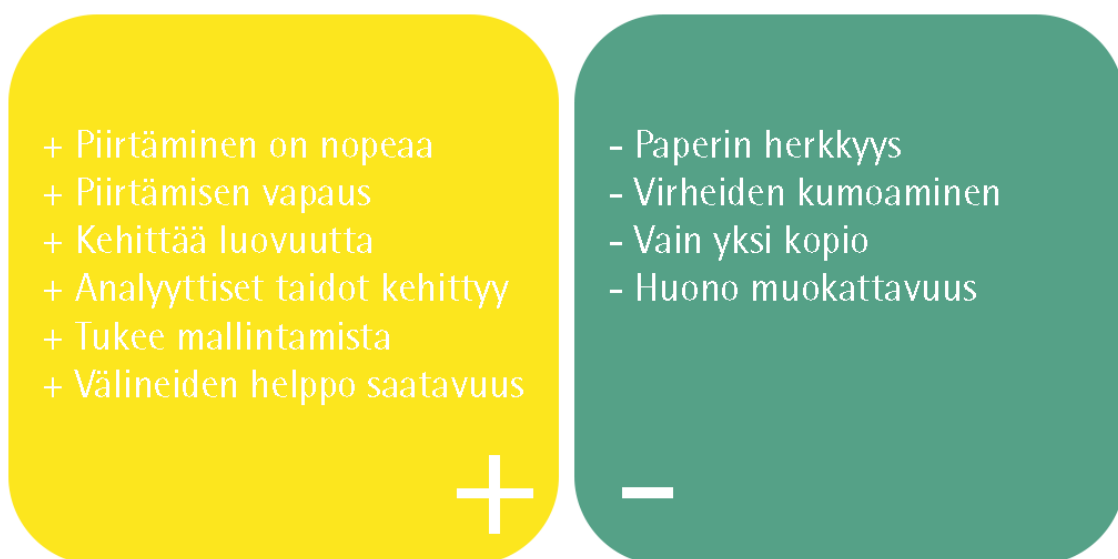 + Piirtäminen on nopeaa
+ Piirtämisen vapaus
+ Kehittää luovuutta
+ Analyyttiset taidot kehittyy
+ Tukee mallintamista
+ Välineiden helppo saatavuus
+
- Paperin herkkyys
- Virheiden kumoaminen
- Vain yksi kopio
- Huono muokattavuus
-